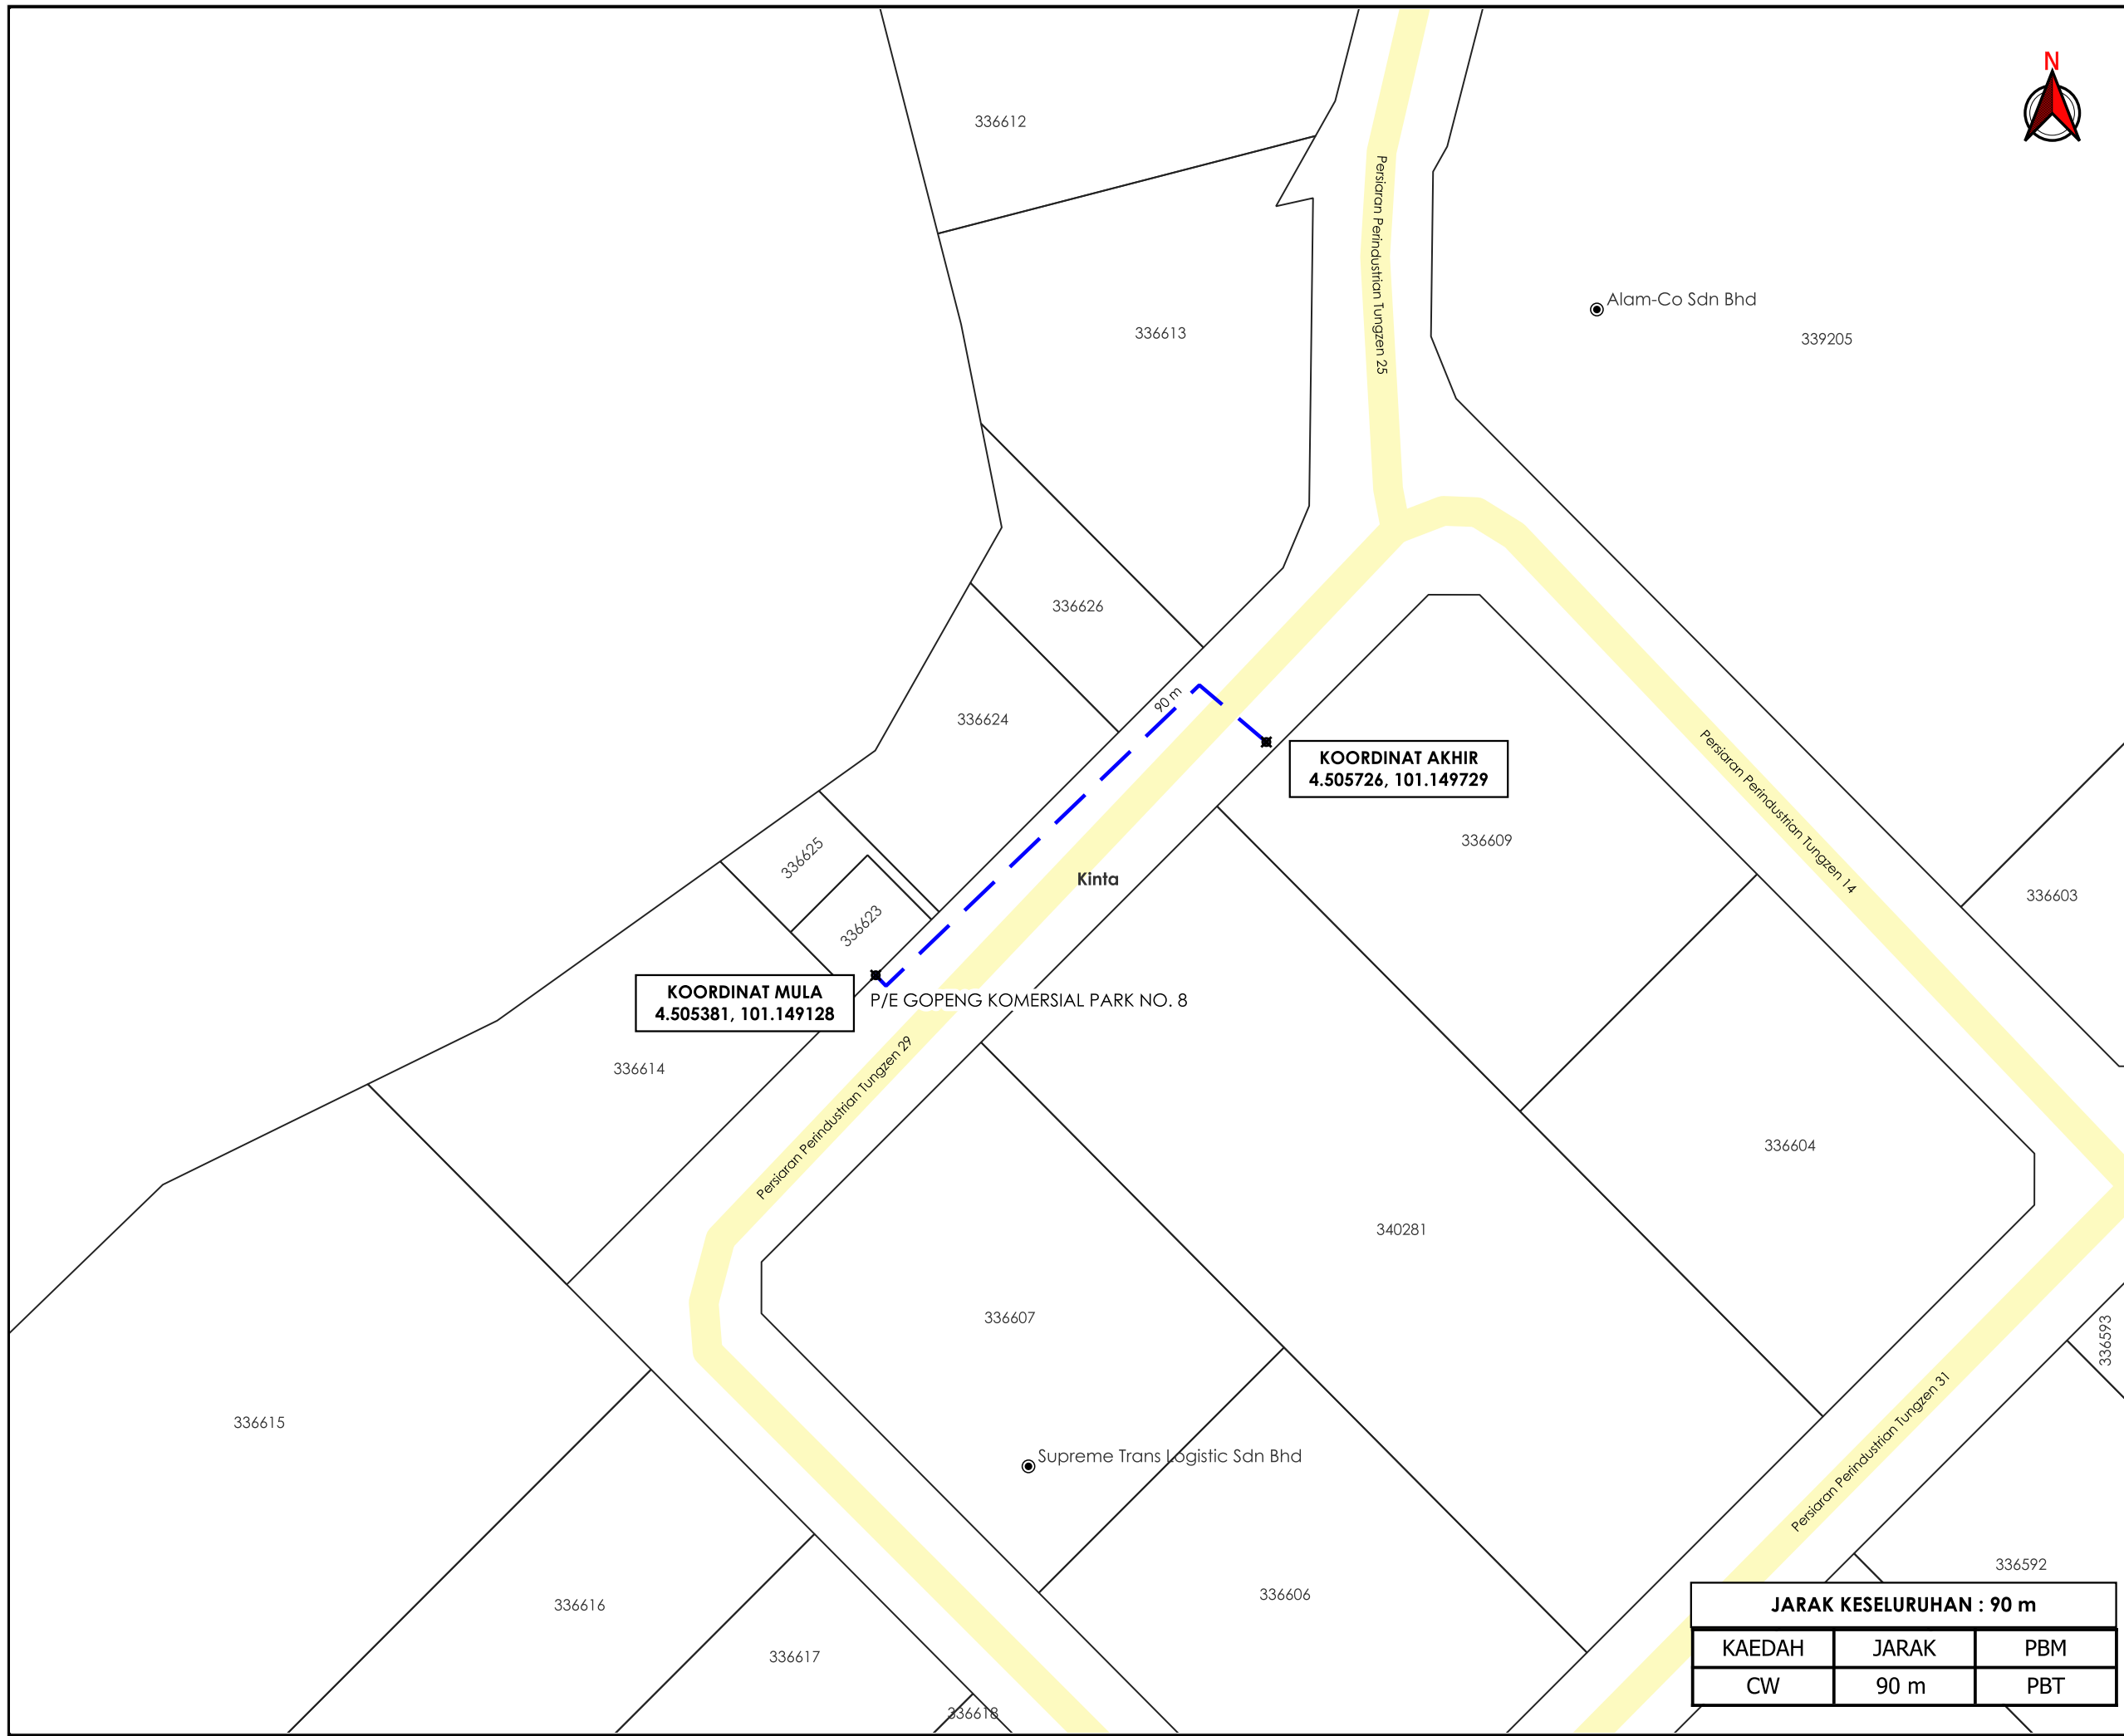 N
336612
Persiaran Perindustrian Tungzen 25
Alam-Co Sdn Bhd
336613
339205
336626
90 m
336624
KOORDINAT AKHIR
4.505726, 101.149729
Persiaran Perindustrian Tungzen 14
336609
336625
Kinta
336603
336623
KOORDINAT MULA
4.505381, 101.149128
P/E GOPENG KOMERSIAL PARK NO. 8
336614
Persiaran Perindustrian Tungzen 29
336604
340281
336607
336593
336615
Persiaran Perindustrian Tungzen 31
Supreme Trans Logistic Sdn Bhd
336592
336606
336616
336617
336618
JARAK KESELURUHAN : 90 m
KAEDAH JARAK PBM
CW 90 m PBT